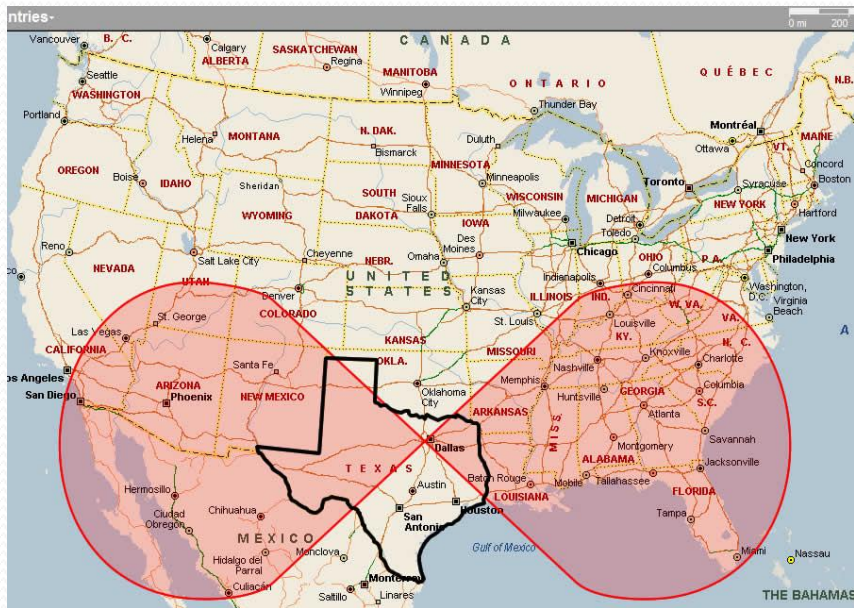 ntries-
0 mi 200
B. C.
Vancouver
Calgary
ALBERTA
SASKATCHEWAN
Regina
CANADA
MANITOBA
Winnipeg
ONTARIO
QUÉBEC
N.B.
Seattle
WASHINGTON
Thunder Bay
Portland
Helena
MONTANA
N. DAK.
Bismarck
Duluth
MINNESOTA
Montréal
Ottawa
VT.
MAINE
Concord
OREGON
Boise
IDAHO
Sheridan
SOUTH
DAKOTA
Minneapolis
WISCONSIN
MICHIGAN
Toronto
Syracuse
Boston
WYOMING
Sioux
Falls
Milwaukee
NEW YORK
Hartford
IOWA
Detroit
Toledo
Reno
Salt Lake City
Cheyenne
NEBR.
Omaha
Des
Moines
Chicago
OHIO
P A.
New York
Philadelphia
NEVADA
UTAH
UNITED
STATES
Indianapolis
Columbus
Denver
COLORADO
Kansas
City
ILLINOIS
IND.
Cincinnati
W. VA.
Washington,
D.C.
Virginia
Beach
St. George
St. Louis
Louisville
VA.
Las Vegas
KANSAS
MISSOURI
KY.
N. C.
A
CALIFORNIA
Santa Fe
OKLA.
Nashville
Knoxville
Charlotte
os Angeles
San Diego
ARIZONA
Phoenix
NEW MEXICO
Oklahoma
City
Memphis
Huntsville
GEORGIA
Columbia
S.C.
ARKANSAS
MISS.
Atlanta
Dallas
Montgomery
Savannah
TEXAS
Baton Rouge
ALABAMA
Jacksonville
Hermosillo
Austin
LOUISIANA
Mobile
Tallahassee
FLORIDA
Chihuahua
San
Antonio
Houston
Ciudad
Obregón
MÉXICO
Tampa
Hidalgo del
Parral
Monclova
Gulf of Mexico
Miami
Nassau
Culiacán
Monterrey
Saltillo
Linares
THE BAHAMAS